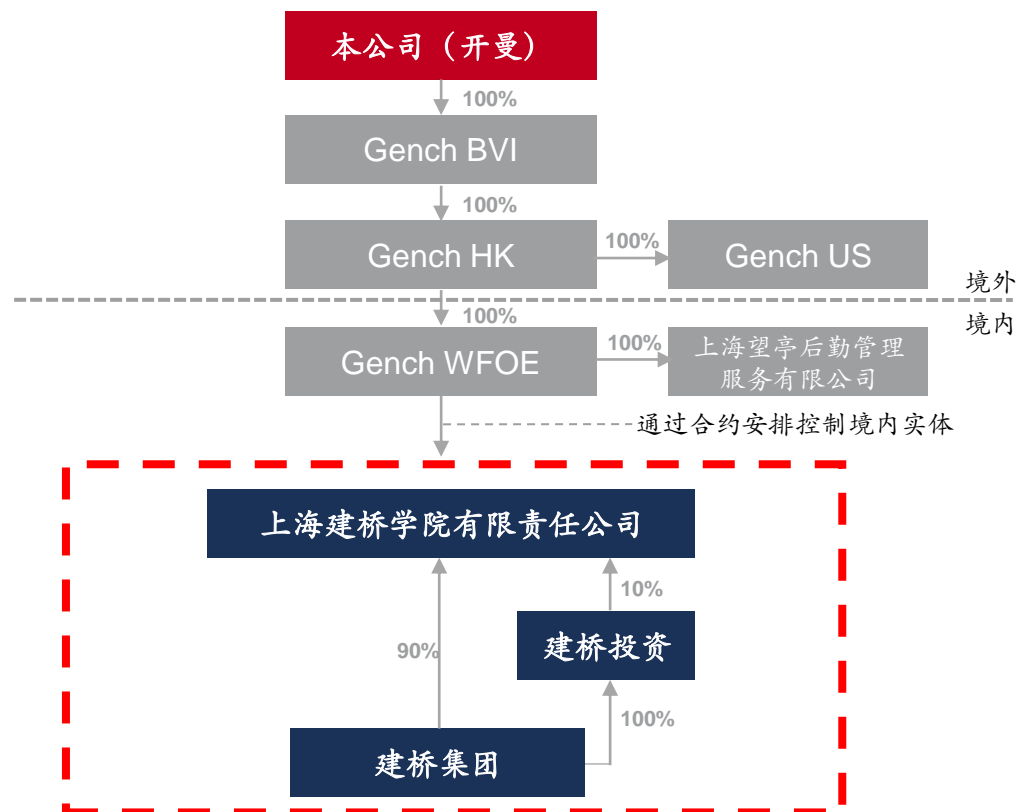 本公司（开曼）
100%
Gench BVI
100%
Gench HK
100%
Gench US
境外
100%
境内
Gench WFOE
100%
上海望亭后勤管理
服务有限公司
通过合约安排控制境内实体
上海建桥学院有限责任公司
10%
建桥投资
90%
100%
建桥集团